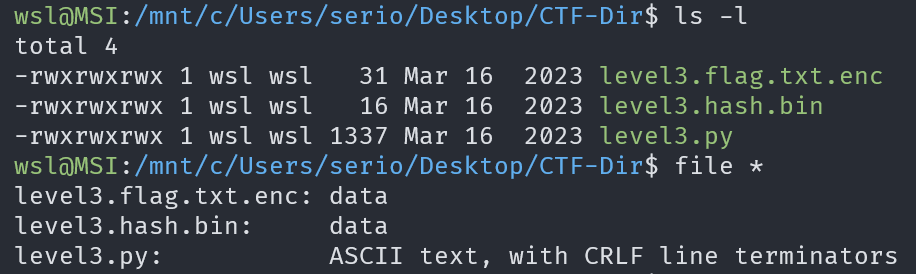 wsl@MSI:/mnt/c/Users/serio/Desktop/CTF-Dir$ ls -l
total 4
-rwxrwxrwx 1 wsl wsl   31 Mar 16  2023 level3.flag.txt.enc
-rwxrwxrwx 1 wsl wsl   16 Mar 16  2023 level3.hash.bin
-rwxrwxrwx 1 wsl wsl 1337 Mar 16  2023 level3.py
wsl@MSI:/mnt/c/Users/serio/Desktop/CTF-Dir$ file *
level3.flag.txt.enc: data
level3.hash.bin:     data
level3.py:           ASCII text, with CRLF line terminators